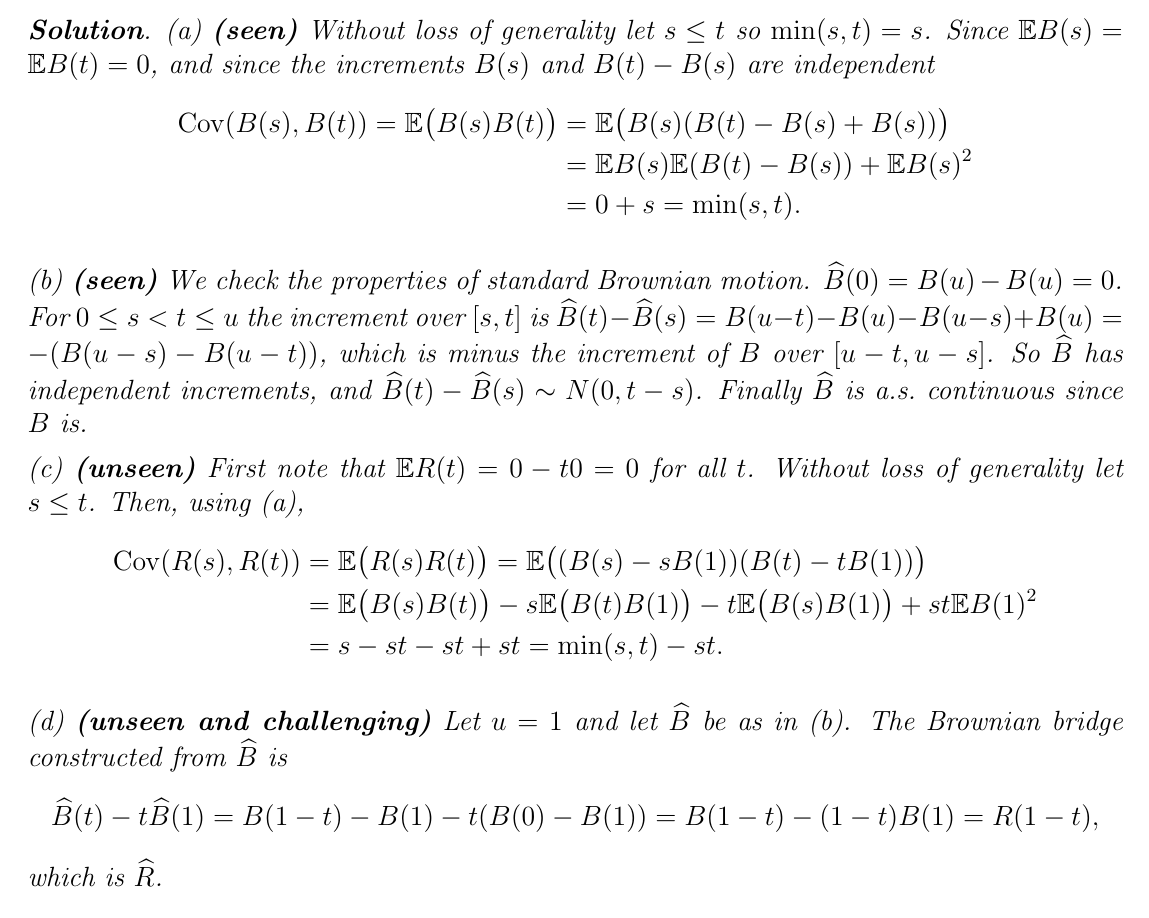 Solution. (a) (seen) Without loss of generality let s ≤ t so min(s, t) = s. Since 𝔼B(s) =
𝔼B(t) = 0, and since the increments B(s) and B(t) − B(s) are independent
Cov(B(s), B(t)) = 𝔼(B(s)B(t)) = 𝔼(B(s)(B(t) − B(s) + B(s)))
= 𝔼B(s)𝔼(B(t) − B(s)) + 𝔼B(s)²
= 0 + s = min(s, t).
(b) (seen) We check the properties of standard Brownian motion. B̂(0) = B(u) − B(u) = 0.
For 0 ≤ s < t ≤ u the increment over [s, t] is B̂(t)−B̂(s) = B(u−t)−B(u)−B(u−s)+B(u) =
−(B(u − s) − B(u − t)), which is minus the increment of B over [u − t, u − s]. So B̂ has
independent increments, and B̂(t) − B̂(s) ∼ N(0, t − s). Finally B̂ is a.s. continuous since
B is.
(c) (unseen) First note that 𝔼R(t) = 0 − t0 = 0 for all t. Without loss of generality let
s ≤ t. Then, using (a),
Cov(R(s), R(t)) = 𝔼(R(s)R(t)) = 𝔼((B(s) − sB(1))(B(t) − tB(1)))
= 𝔼(B(s)B(t)) − s𝔼(B(t)B(1)) − t𝔼(B(s)B(1)) + st𝔼B(1)²
= s − st − st + st = min(s, t) − st.
(d) (unseen and challenging) Let u = 1 and let B̂ be as in (b). The Brownian bridge
constructed from B̂ is
B̂(t) − tB̂(1) = B(1 − t) − B(1) − t(B(0) − B(1)) = B(1 − t) − (1 − t)B(1) = R(1 − t),
which is R̂.